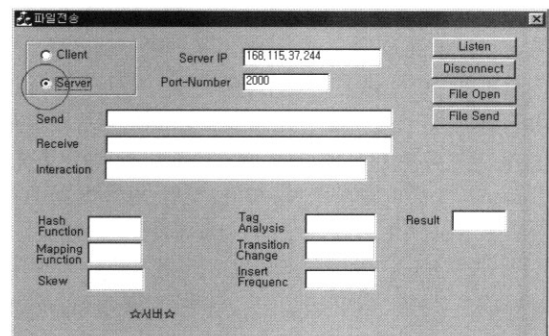 파일전송
Client
Server
Server IP
168,115,37,244
Port-Number
2000
Listen
Disconnect
File Open
File Send
Send
Receive
Interaction
Hash
Function
Mapping
Function
Skew
Tag
Analysis
Transition
Change
Insert
Frequenc
Result
☆서버☆